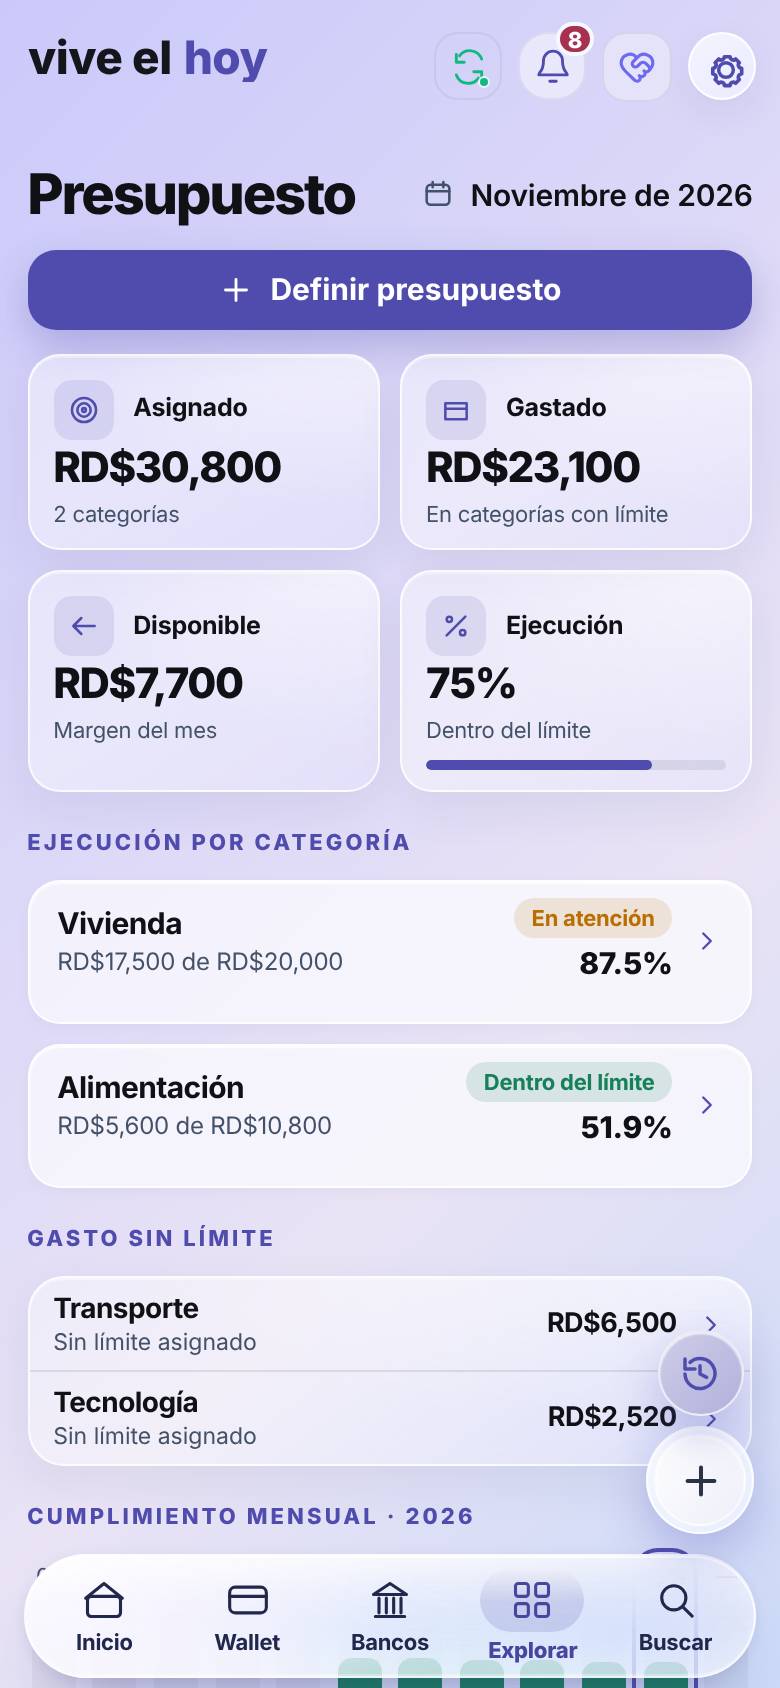 vive el hoy
8
Presupuesto
Noviembre de 2026
+ Definir presupuesto
Asignado
RD$30,800
2 categorías
Gastado
RD$23,100
En categorías con límite
Disponible
RD$7,700
Margen del mes
Ejecución
75%
Dentro del límite
EJECUCIÓN POR CATEGORÍA
Vivienda
En atención
RD$17,500 de RD$20,000
87.5%
Alimentación
Dentro del límite
RD$5,600 de RD$10,800
51.9%
GASTO SIN LÍMITE
Transporte
Sin límite asignado
RD$6,500
Tecnología
Sin límite asignado
RD$2,520
CUMPLIMIENTO MENSUAL · 2026
Inicio
Wallet
Bancos
Explorar
Buscar